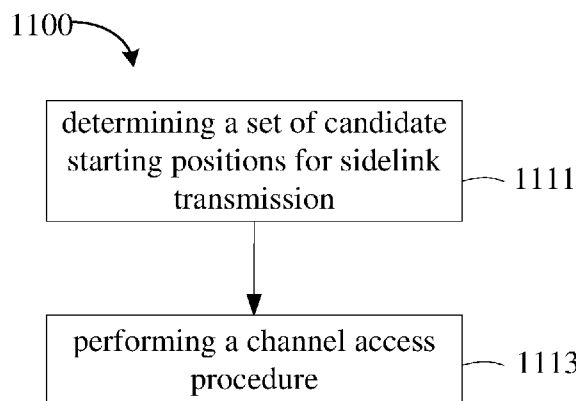 1100
determining a set of candidate
starting positions for sidelink
transmission
1111
performing a channel access
procedure
1113